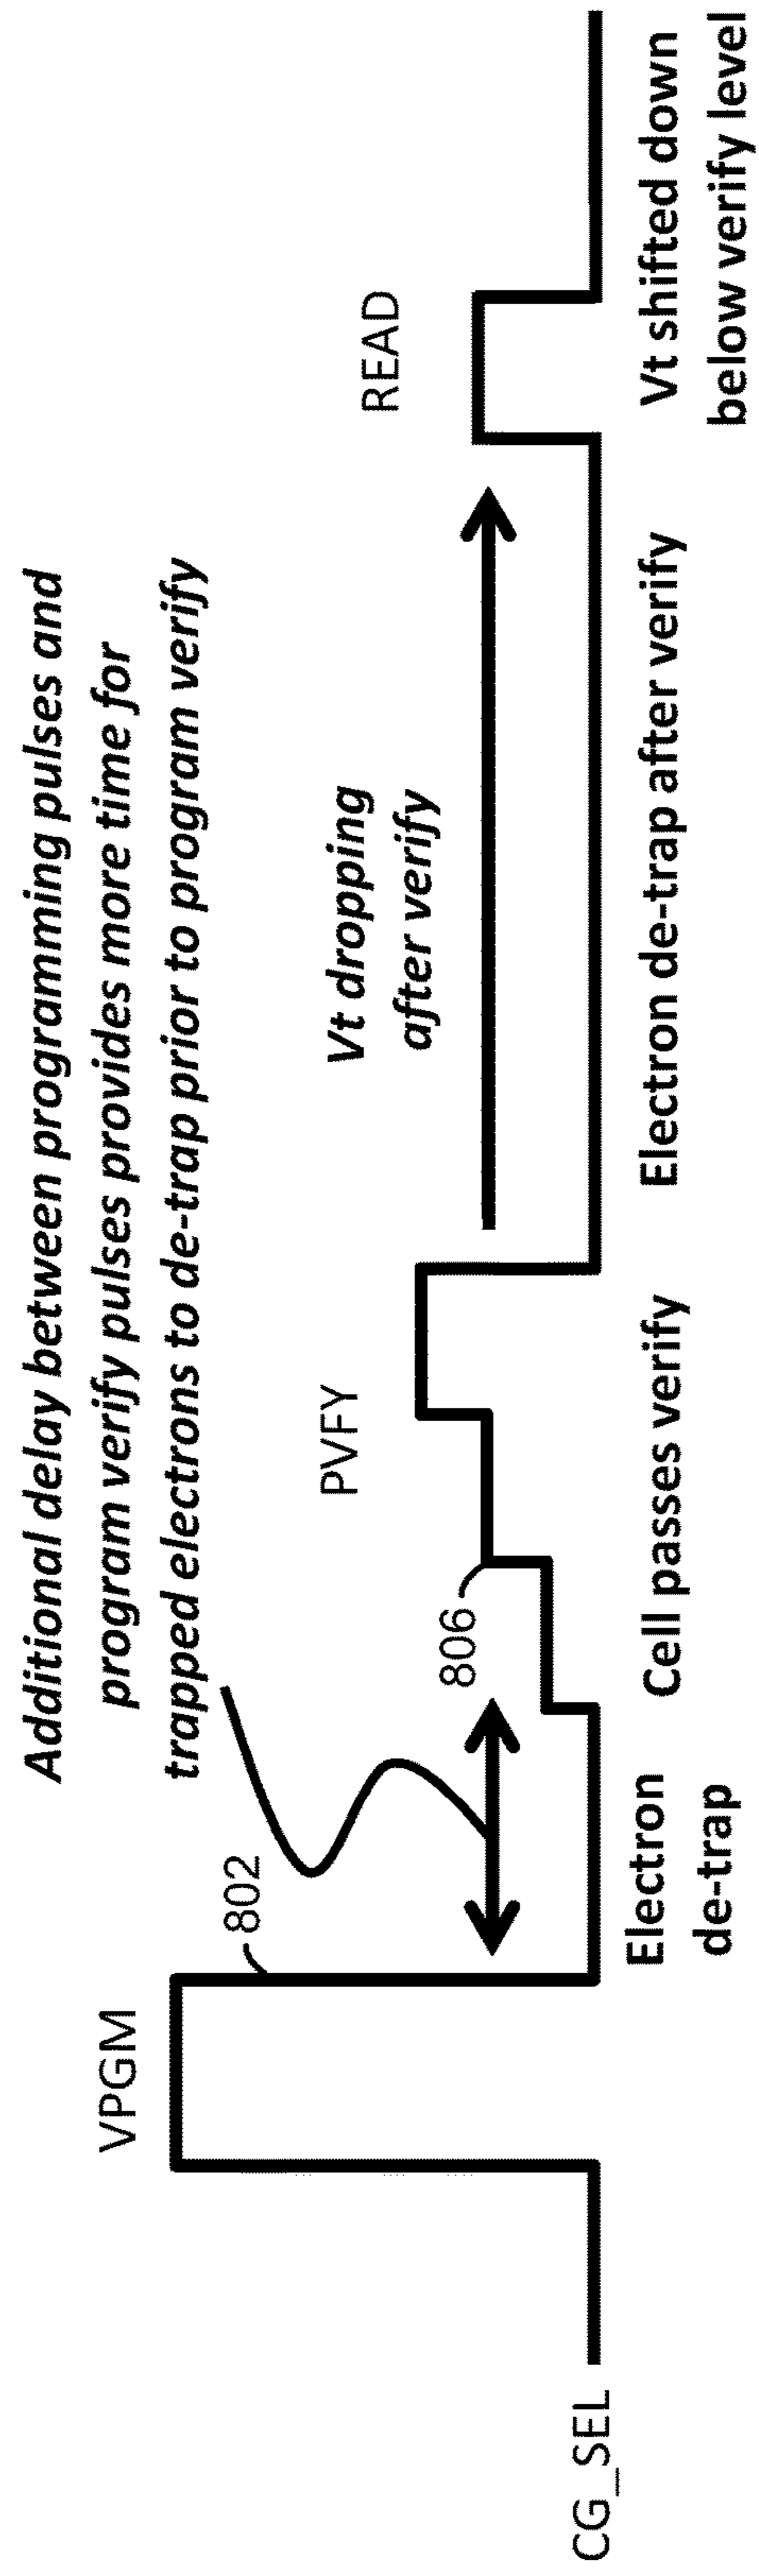 Additional delay between programming pulses and
program verify pulses provides more time for
trapped electrons to de-trap prior to program verify
VPGM
802
806
PVFY
Vt dropping
after verify
READ
CG_SEL
Electron
de-trap
Cell passes verify
Electron de-trap after verify
Vt shifted down
below verify level